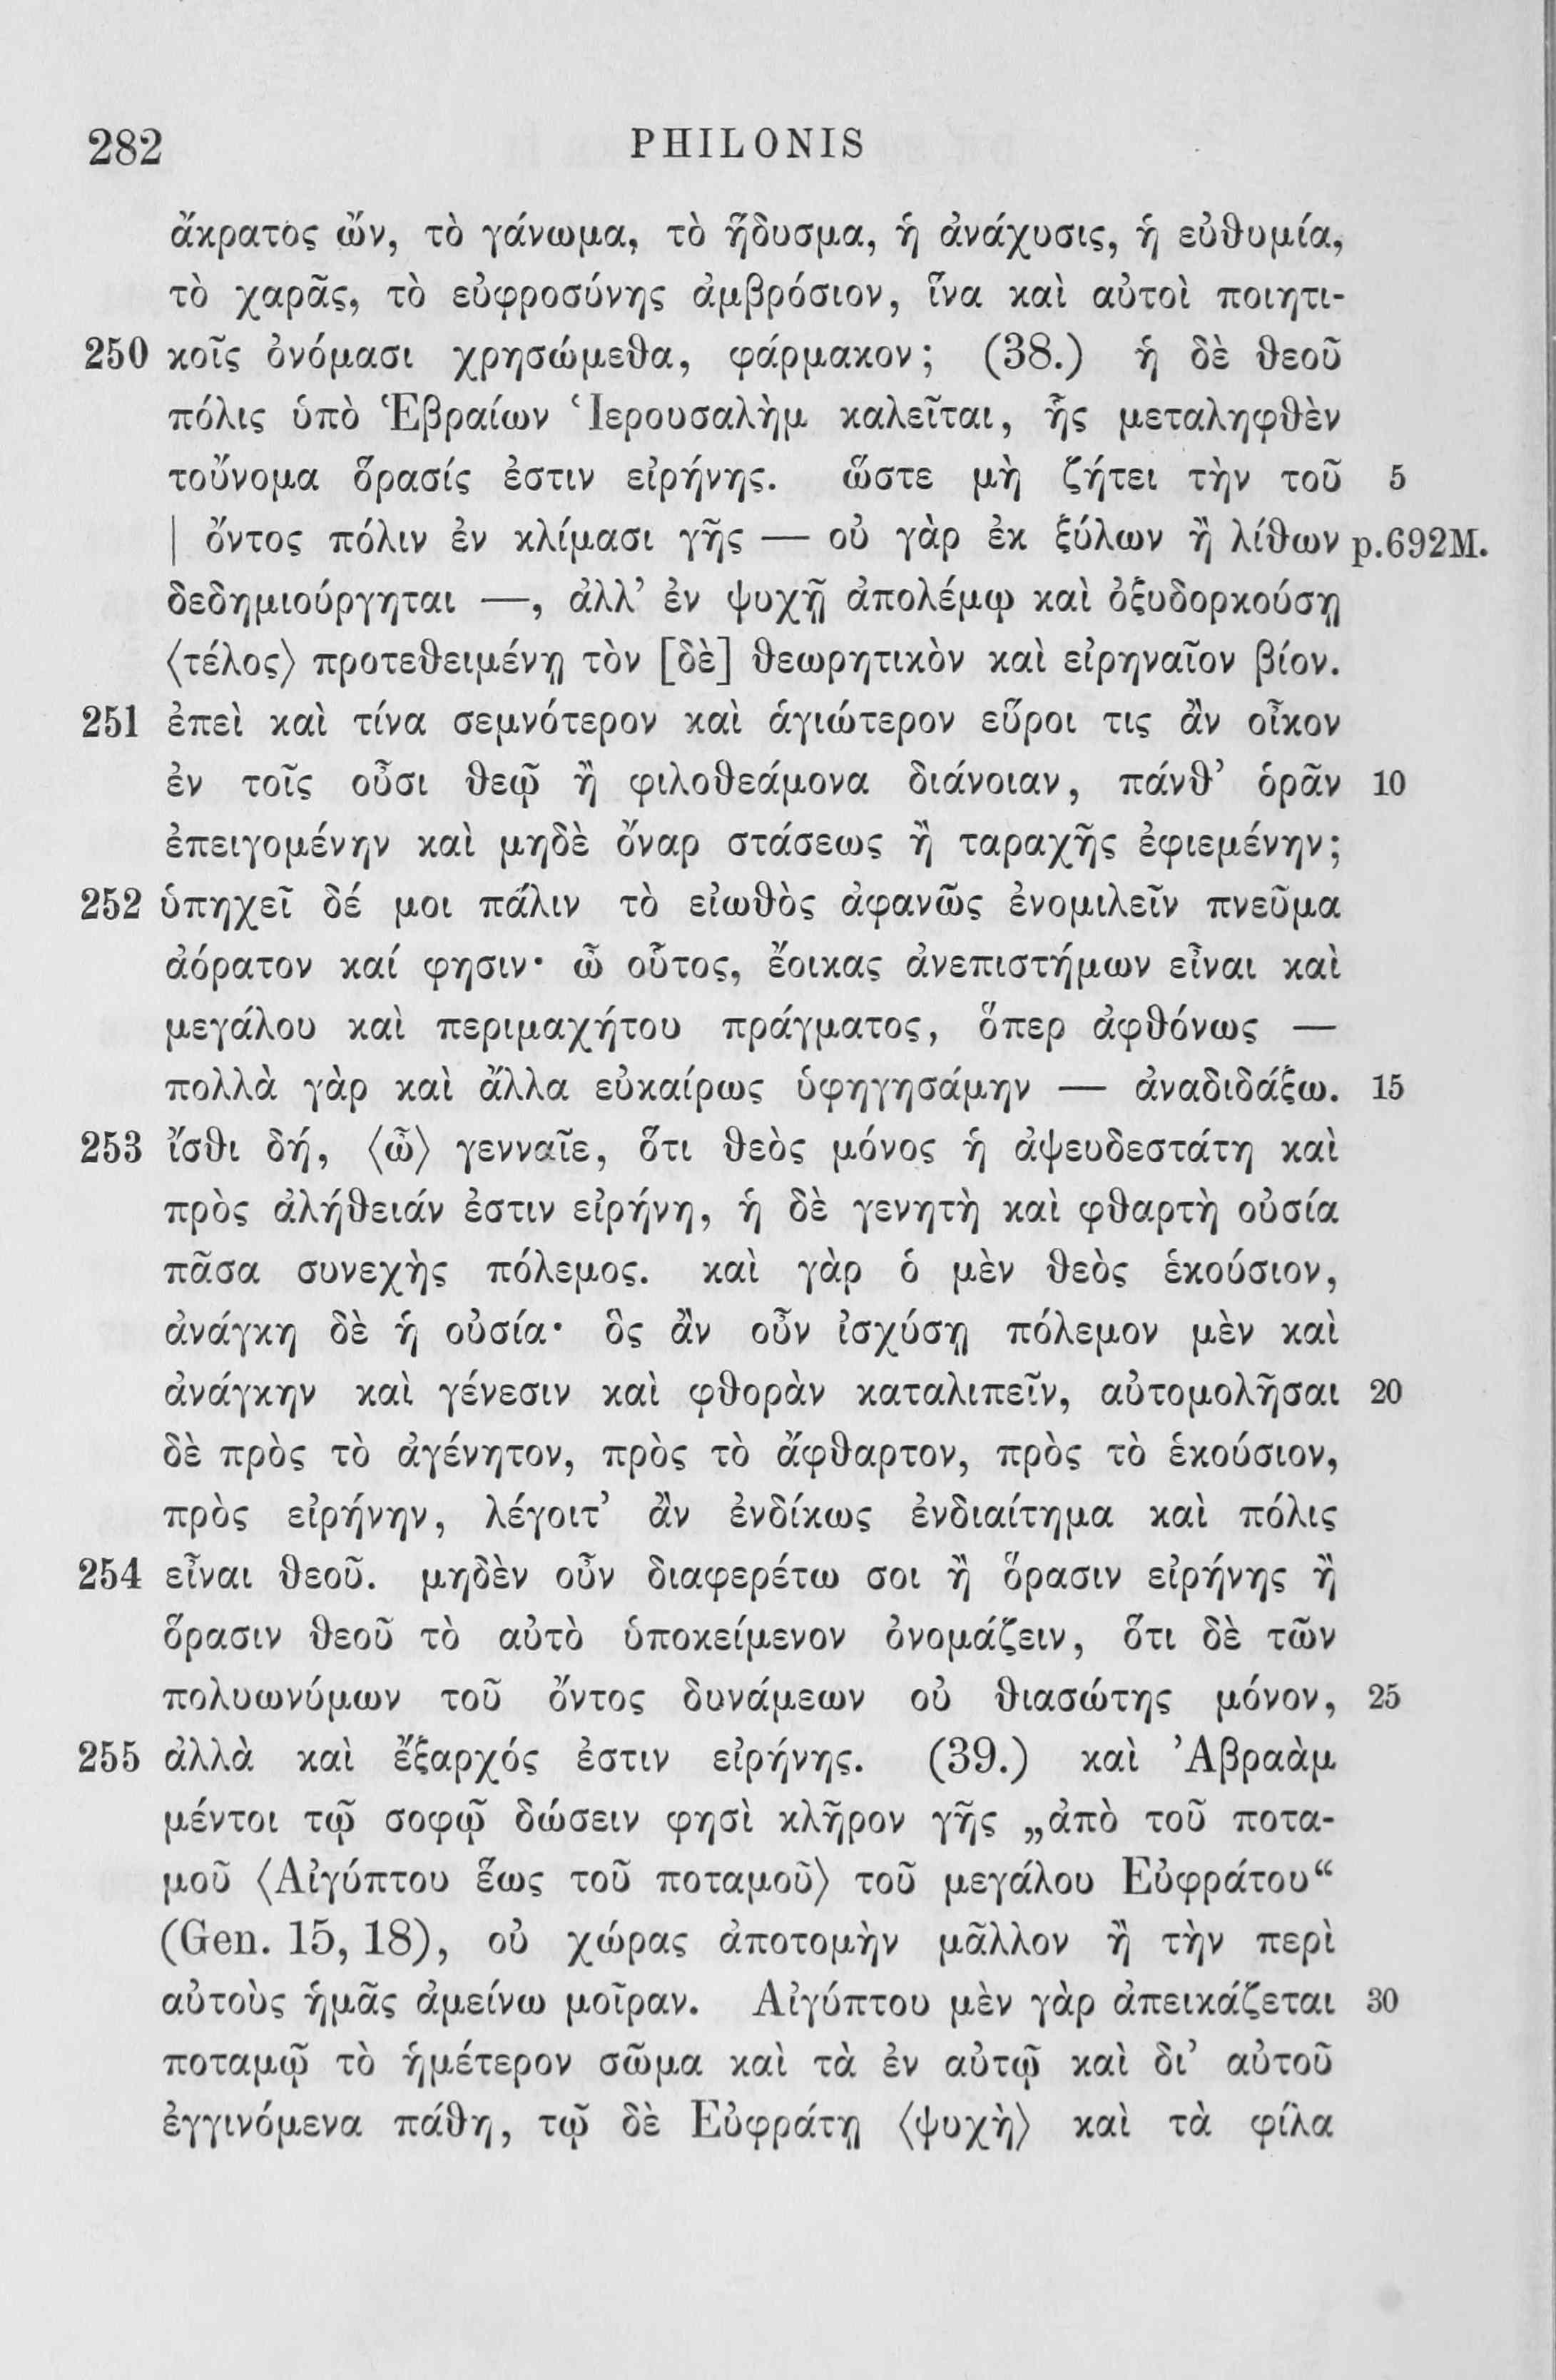 282 PHILONIS
ἄκρατος ὤν, τὸ γάνωμα, τὸ ἥδυσμα, ἡ ἀνάχυσις, ἡ εὐθυμία,
τὸ χαρᾶς, τὸ εὐφροσύνης ἀμβρόσιον, ἵνα καὶ αὐτοὶ ποιητι-
250 κοῖς ὀνόμασι χρησώμεθα, φάρμακον; (38.) ἡ δὲ θεοῦ
πόλις ὑπὸ Ἑβραίων Ἱερουσαλὴμ καλεῖται, ἧς μεταληφθὲν
τοὔνομα ὅρασίς ἐστιν εἰρήνης. ὥστε μὴ ζήτει τὴν τοῦ 5
| ὄντος πόλιν ἐν κλίμασι γῆς — οὐ γὰρ ἐκ ξύλων ἢ λίθων p.692M.
δεδημιούργηται —, ἀλλ’ ἐν ψυχῇ ἀπολέμῳ καὶ ὀξυδορκούσῃ
⟨τέλος⟩ προτεθειμένῃ τὸν [δὲ] θεωρητικὸν καὶ εἰρηναῖον βίον.
251 ἐπεὶ καὶ τίνα σεμνότερον καὶ ἁγιώτερον εὕροι τις ἂν οἶκον
ἐν τοῖς οὖσι θεῷ ἢ φιλοθεάμονα διάνοιαν, πάνθ’ ὁρᾶν 10
ἐπειγομένην καὶ μηδὲ ὄναρ στάσεως ἢ ταραχῆς ἐφιεμένην;
252 ὑπηχεῖ δέ μοι πάλιν τὸ εἰωθὸς ἀφανῶς ἐνομιλεῖν πνεῦμα
ἀόρατον καί φησιν· ὦ οὗτος, ἔοικας ἀνεπιστήμων εἶναι καὶ
μεγάλου καὶ περιμαχήτου πράγματος, ὅπερ ἀφθόνως —
πολλὰ γὰρ καὶ ἄλλα εὐκαίρως ὑφηγησάμην — ἀναδιδάξω. 15
253 ἴσθι δή, ⟨ὦ⟩ γενναῖε, ὅτι θεὸς μόνος ἡ ἀψευδεστάτη καὶ
πρὸς ἀλήθειάν ἐστιν εἰρήνη, ἡ δὲ γενητὴ καὶ φθαρτὴ οὐσία
πᾶσα συνεχὴς πόλεμος. καὶ γὰρ ὁ μὲν θεὸς ἑκούσιον,
ἀνάγκη δὲ ἡ οὐσία· ὃς ἂν οὖν ἰσχύσῃ πόλεμον μὲν καὶ
ἀνάγκην καὶ γένεσιν καὶ φθορὰν καταλιπεῖν, αὐτομολῆσαι 20
δὲ πρὸς τὸ ἀγένητον, πρὸς τὸ ἄφθαρτον, πρὸς τὸ ἑκούσιον,
πρὸς εἰρήνην, λέγοιτ’ ἂν ἐνδίκως ἐνδιαίτημα καὶ πόλις
254 εἶναι θεοῦ. μηδὲν οὖν διαφερέτω σοι ἢ ὅρασιν εἰρήνης ἢ
ὅρασιν θεοῦ τὸ αὐτὸ ὑποκείμενον ὀνομάζειν, ὅτι δὲ τῶν
πολυωνύμων τοῦ ὄντος δυνάμεων οὐ θιασώτης μόνον, 25
255 ἀλλὰ καὶ ἔξαρχός ἐστιν εἰρήνης. (39.) καὶ Ἀβραὰμ
μέντοι τῷ σοφῷ δώσειν φησὶ κλῆρον γῆς „ἀπὸ τοῦ ποτα-
μοῦ ⟨Αἰγύπτου ἕως τοῦ ποταμοῦ⟩ τοῦ μεγάλου Εὐφράτου“
(Gen. 15, 18), οὐ χώρας ἀποτομὴν μᾶλλον ἢ τὴν περὶ
αὐτοὺς ἡμᾶς ἀμείνω μοῖραν. Αἰγύπτου μὲν γὰρ ἀπεικάζεται 30
ποταμῷ τὸ ἡμέτερον σῶμα καὶ τὰ ἐν αὐτῷ καὶ δι’ αὐτοῦ
ἐγγινόμενα πάθη, τῷ δὲ Εὐφράτῃ ⟨ψυχὴ⟩ καὶ τὰ φίλα